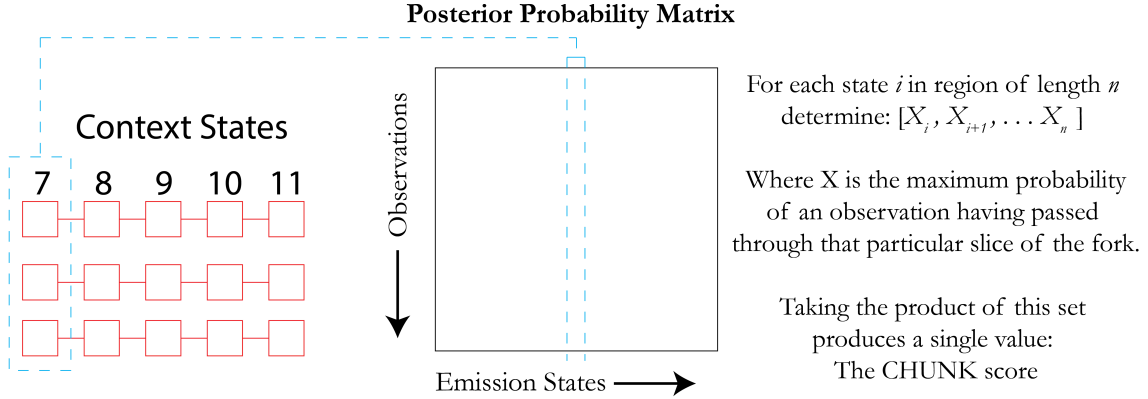 Posterior Probability Matrix
Context States
7 8 9 10 11
Observations
Emission States
For each state i in region of length n
determine: [Xi, Xi+1, . . . Xn ]
Where X is the maximum probability
of an observation having passed
through that particular slice of the fork.
Taking the product of this set
produces a single value:
The CHUNK score